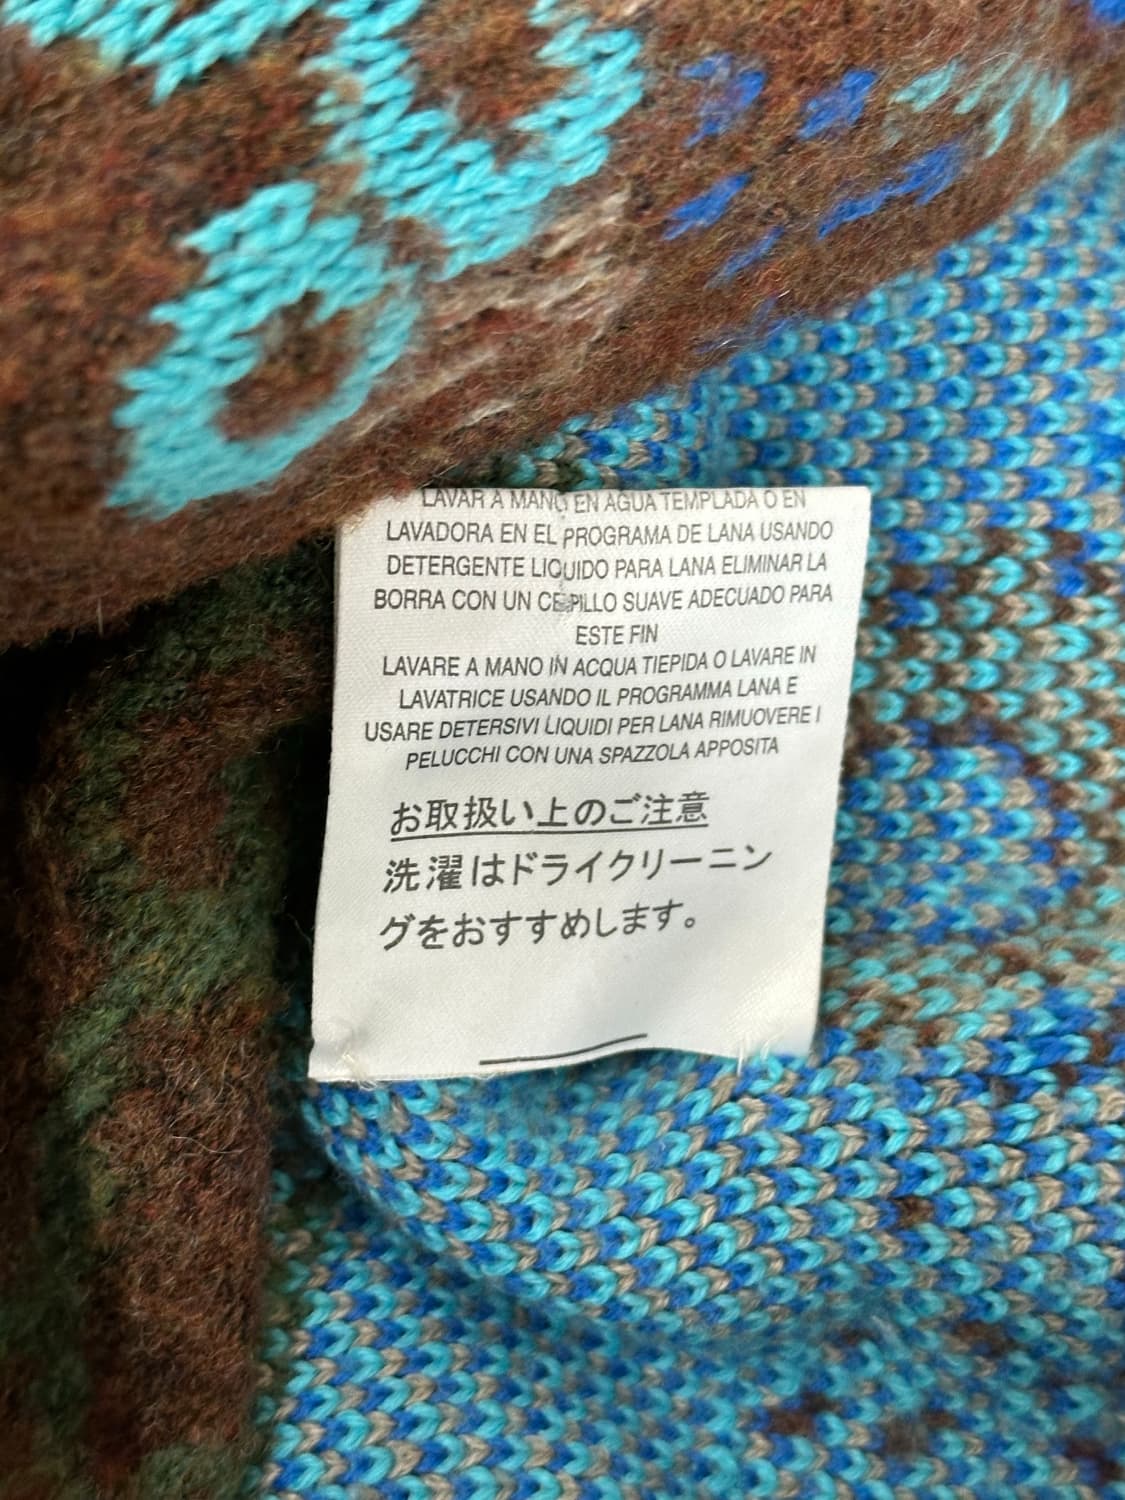 LAVAR A MANO EN AGUA TEMPLADA O EN
LAVADORA EN EL PROGRAMA DE LANA USANDO
DETERGENTE LIQUIDO PARA LANA ELIMINAR LA
BORRA CON UN CEPILLO SUAVE ADECUADO PARA
ESTE FIN
LAVARE A MANO IN ACQUA TIEPIDA O LAVARE IN
LAVATRICE USANDO IL PROGRAMMA LANA E
USARE DETERSIVI LIQUIDI PER LANA RIMUOVERE I
PELUCCHI CON UNA SPAZZOLA APPOSITA
お取扱い上のご注意
洗濯はドライクリーニン
グをおすすめします。